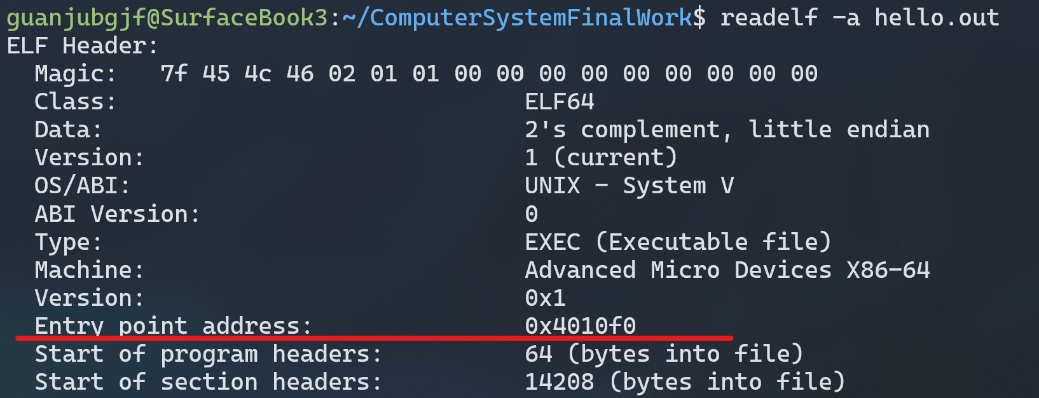 guanjubgjf@SurfaceBook3:~/ComputerSystemFinalWork$ readelf -a hello.out
ELF Header:
  Magic:   7f 45 4c 46 02 01 01 00 00 00 00 00 00 00 00 00
  Class:                             ELF64
  Data:                              2's complement, little endian
  Version:                           1 (current)
  OS/ABI:                            UNIX - System V
  ABI Version:                       0
  Type:                              EXEC (Executable file)
  Machine:                           Advanced Micro Devices X86-64
  Version:                           0x1
  Entry point address:               0x4010f0
  Start of program headers:          64 (bytes into file)
  Start of section headers:          14208 (bytes into file)